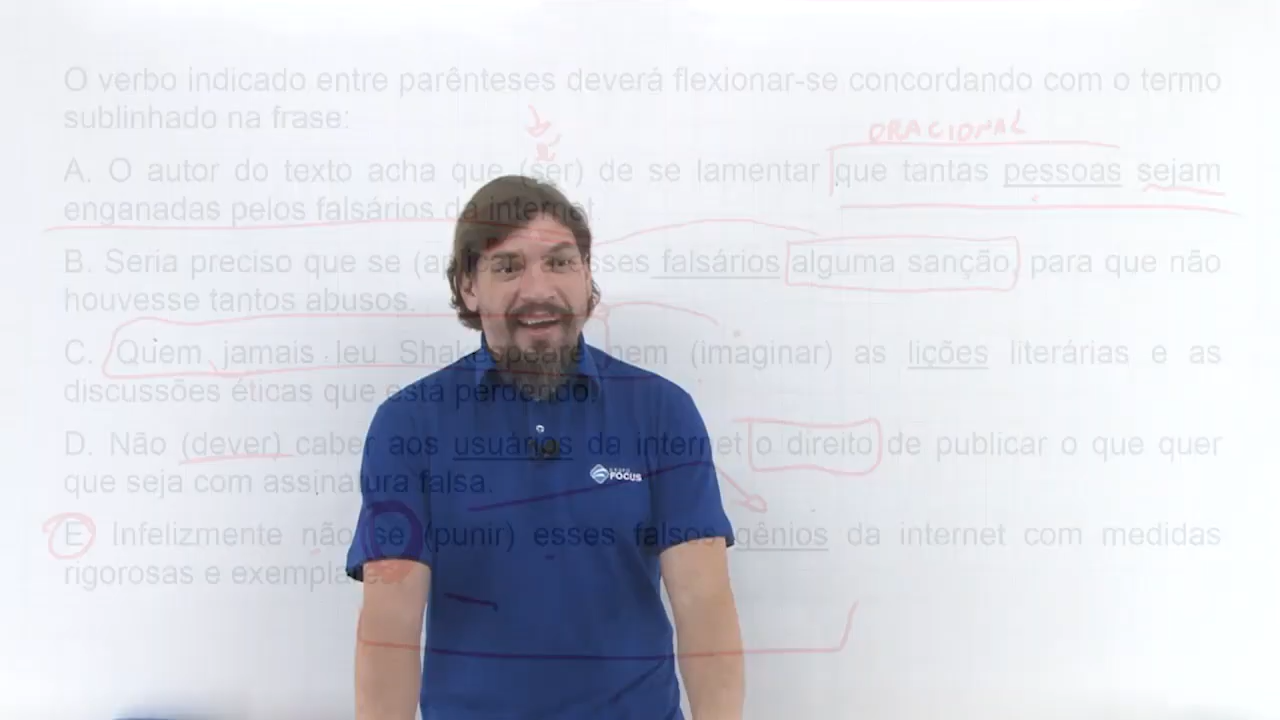 O verbo indicado entre parênteses deverá flexionar-se concordando com o termo
sublinhado na frase:
ORACIONAL
A. O autor do texto acha que (ser) de se lamentar que tantas pessoas sejam
enganadas pelos falsários da internet
B. Seria preciso que se falsários alguma sanção, para que não
houvesse tantos abusos.
C. Quem jamais leu Shakespeare nem (imaginar) as lições literárias e as
discussões éticas que está perdendo!
D. Não (dever) caber aos usuários de internet o direito de publicar o que quer
que seja com assinatura falsa.
E. Infelizmente não se (punir) esses falsos gênios da internet com medidas
rigorosas e
GRUPO
FOCUS